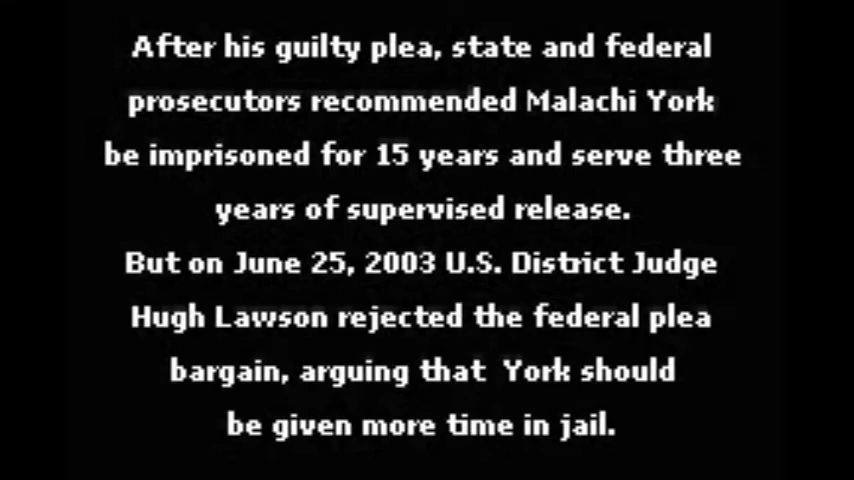 After his guilty plea, state and federal
prosecutors recommended Malachi York
be imprisoned for 15 years and serve three
years of supervised release.
But on June 25, 2003 U.S. District Judge
Hugh Lawson rejected the federal plea
bargain, arguing that York should
be given more time in jail.